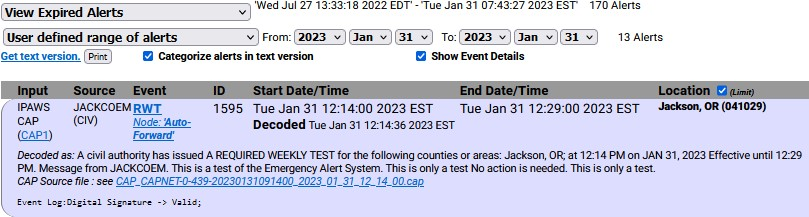 View Expired Alerts 'Wed Jul 27 13:33:18 2022 EDT' - 'Tue Jan 31 07:43:27 2023 EST' 170 Alerts
User defined range of alerts From: 2023 Jan 31 To: 2023 Jan 31 13 Alerts
Get text version. Print Categorize alerts in text version Show Event Details
Input Source Event ID Start Date/Time End Date/Time Location (Limit)
IPAWS JACKCOEM RWT 1595 Tue Jan 31 12:14:00 2023 EST Tue Jan 31 12:29:00 2023 EST Jackson, OR (041029)
CAP (CIV) Node: 'Auto- Decoded Tue Jan 31 12:14:36 2023 EST
(CAP1) Forward'
Decoded as: A civil authority has issued A REQUIRED WEEKLY TEST for the following counties or areas: Jackson, OR; at 12:14 PM on JAN 31, 2023 Effective until 12:29
PM. Message from JACKCOEM. This is a test of the Emergency Alert System. This is only a test No action is needed. This is only a test.
CAP Source file : see CAP_CAPNET-0-439-20230131091400_2023_01_31_12_14_00.cap
Event Log:Digital Signature -> Valid;